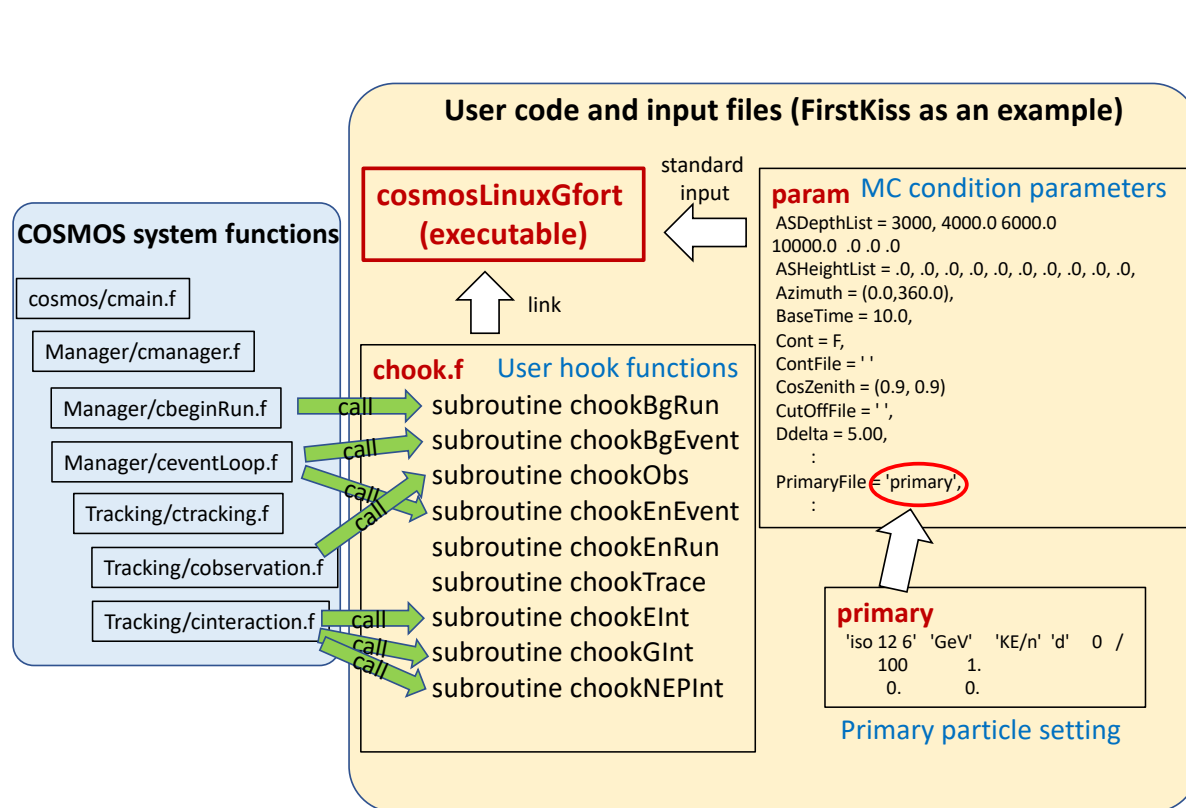 User code and input files (FirstKiss as an example)
COSMOS system functions
cosmos/cmain.f
Manager/cmanager.f
Manager/cbeginRun.f
Manager/ceventLoop.f
Tracking/ctracking.f
Tracking/cobservation.f
Tracking/cinteraction.f
call
call
call
call
call
call
call
cosmosLinuxGfort
(executable)
standard
input
link
chook.f User hook functions
subroutine chookBgRun
subroutine chookBgEvent
subroutine chookObs
subroutine chookEnEvent
subroutine chookEnRun
subroutine chookTrace
subroutine chookEInt
subroutine chookGInt
subroutine chookNEPInt
param MC condition parameters
ASDepthList = 3000, 4000.0 6000.0
10000.0 .0 .0 .0
ASHeightList = .0, .0, .0, .0, .0, .0, .0, .0, .0, .0,
Azimuth = (0.0,360.0),
BaseTime = 10.0,
Cont = F,
ContFile = ' '
CosZenith = (0.9, 0.9)
CutOffFile = ' ',
Ddelta = 5.00,
:
PrimaryFile = 'primary',
:
primary
'iso 12 6' 'GeV' 'KE/n' 'd' 0 /
100 1.
0. 0.
Primary particle setting